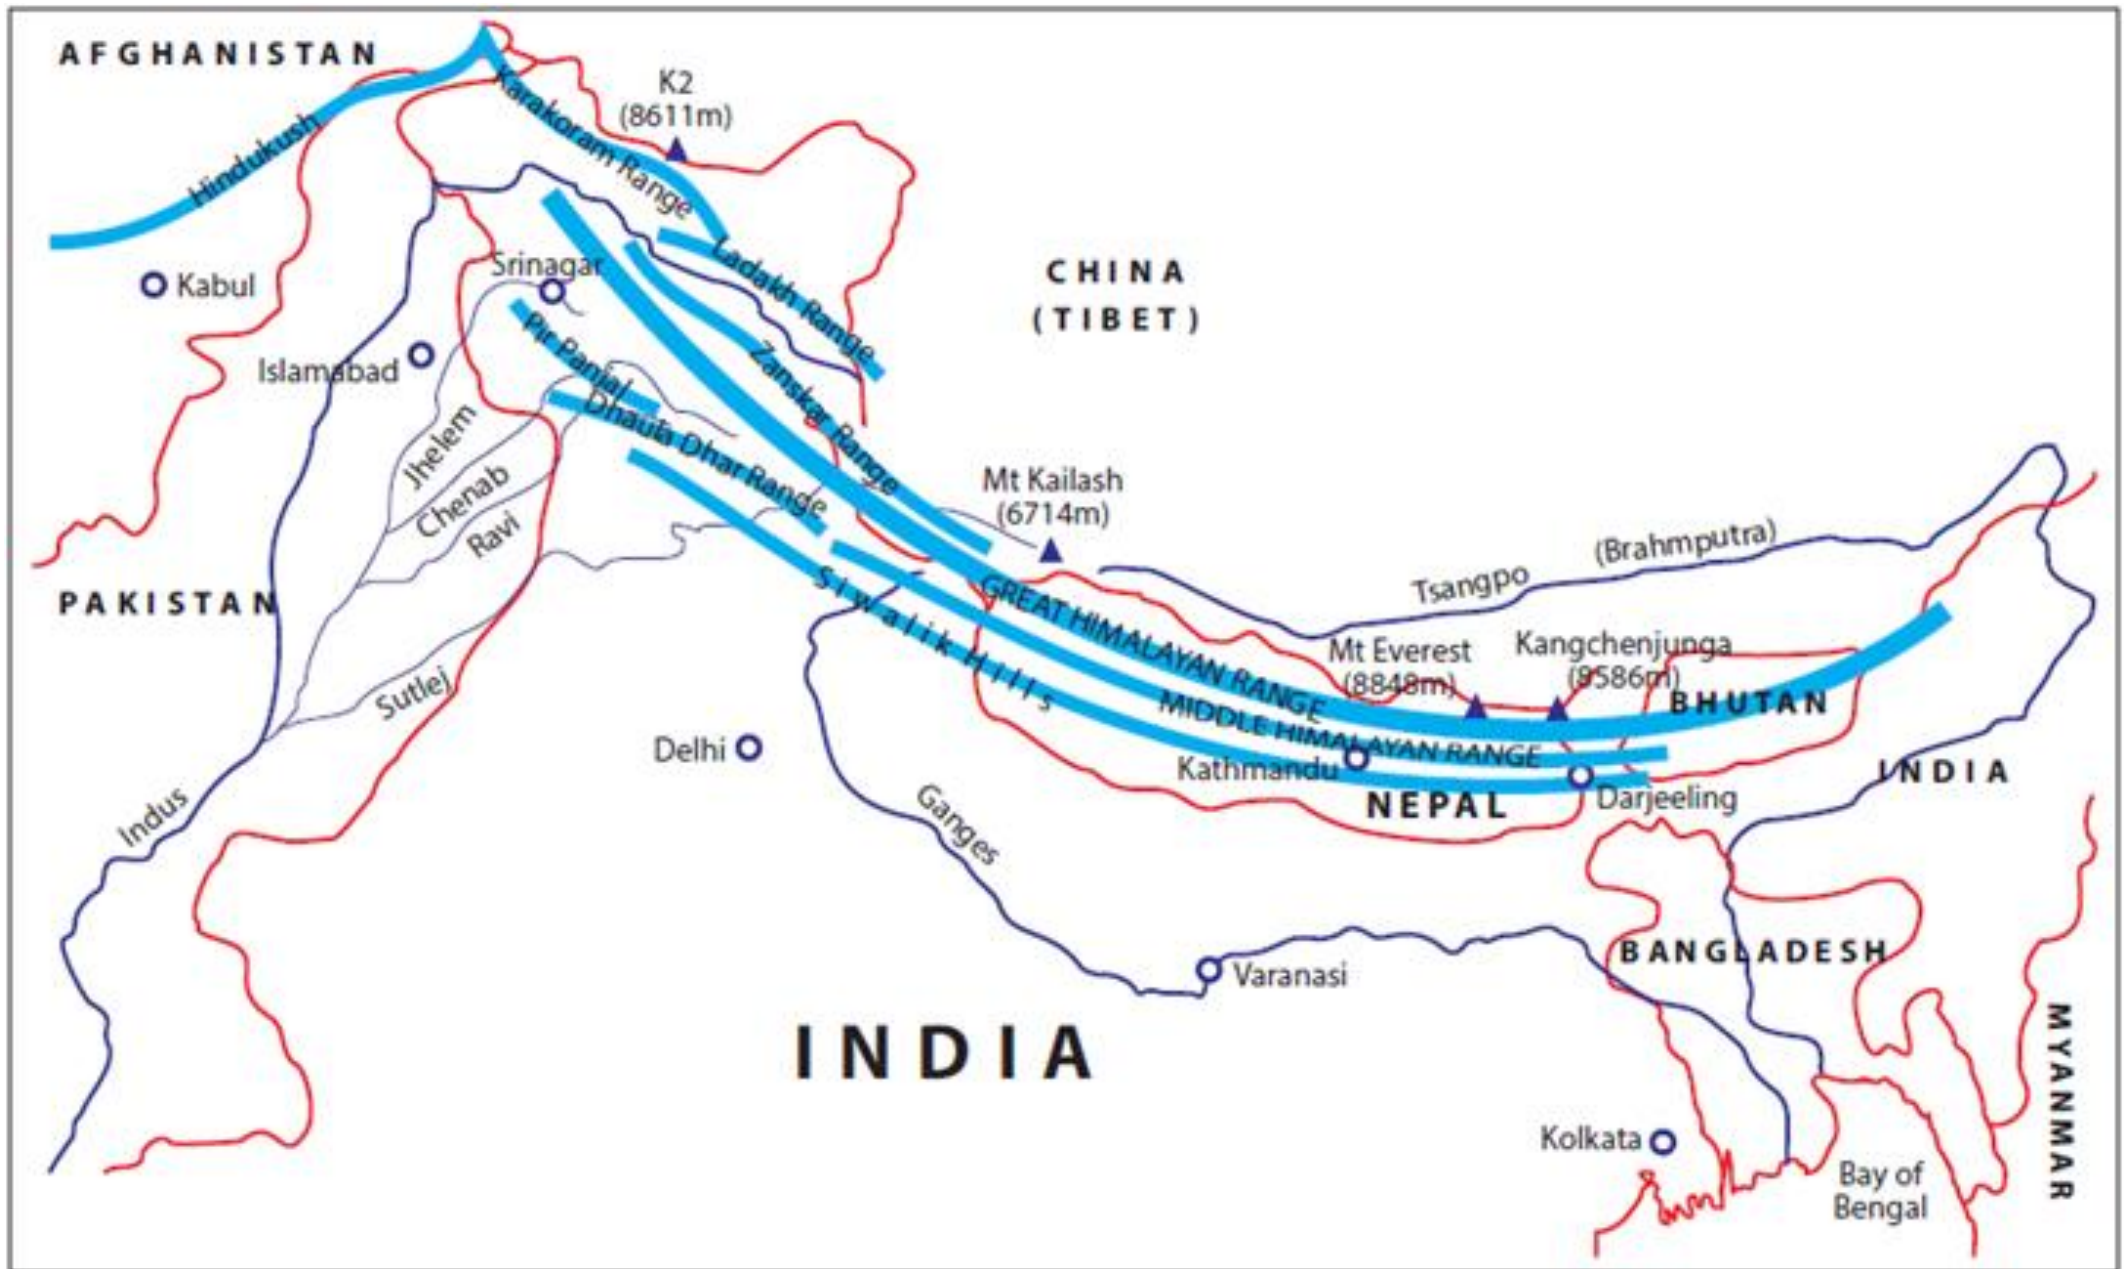 AFGHANISTAN
K2
(8611m)
Karakoram Range
Hindukush
Kabul
Srinagar
Ladakh Range
CHINA
(TIBET)
Islamabad
Pir Panjal
Zanskar Range
Dhaula Dhar Range
Jhelem
Chenab
Ravi
Mt Kailash
(6714m)
(Brahmputra)
Tsangpo
PAKISTAN
Siwalik Hills
GREAT HIMALAYAN RANGE
MIDDLE HIMALAYAN RANGE
Mt Everest
(8848m)
Kangchenjunga
(8586m)
BHUTAN
Sutlej
Delhi
Kathmandu
NEPAL
Darjeeling
INDIA
Indus
Ganges
Varanasi
BANGLADESH
INDIA
MYANMAR
Kolkata
Bay of
Bengal